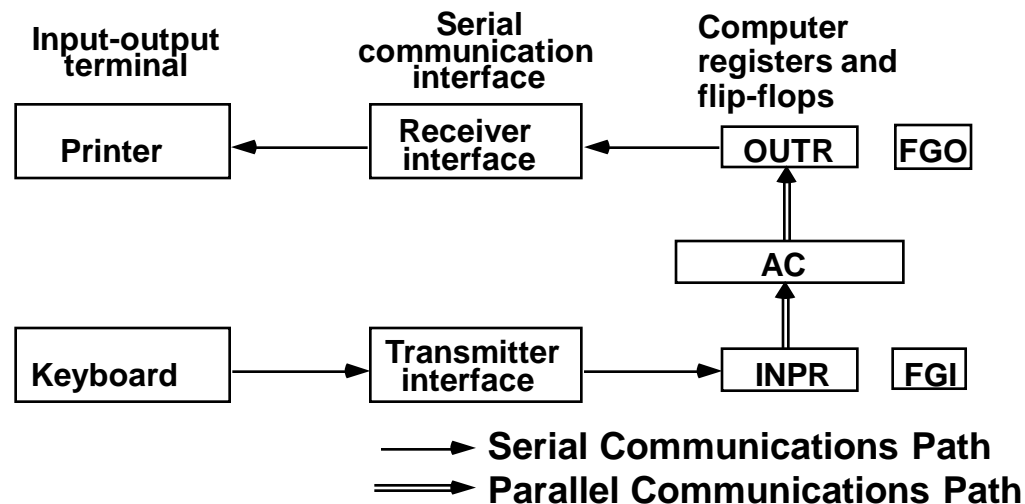 Input-output
terminal
Serial
communication
interface
Computer
registers and
flip-flops
Printer
Receiver
interface
OUTR
FGO
AC
Keyboard
Transmitter
interface
INPR
FGI
Serial Communications Path
Parallel Communications Path